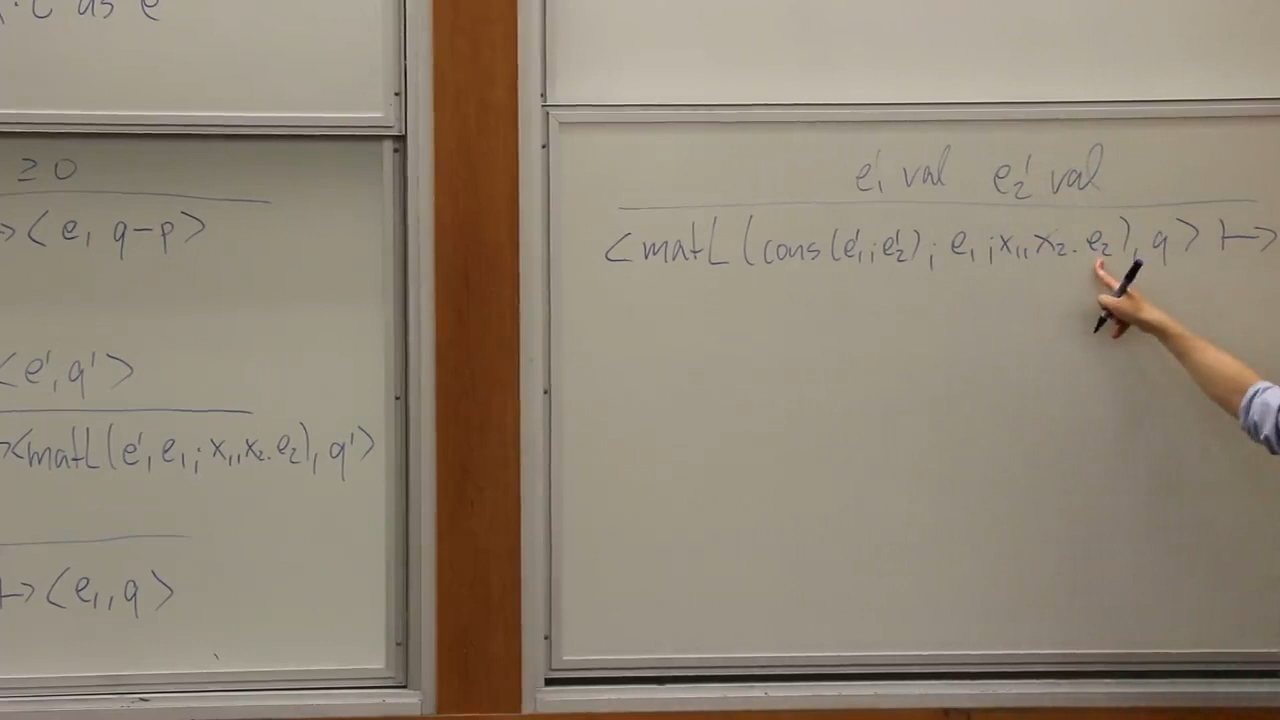 as e
≥ 0
↦ ⟨ e, q-p ⟩
⟨ e', q' ⟩
↦ ⟨ matL ( e', e₁ ; x₁, x₂. e₂ ), q' ⟩
↦ ⟨ e₁, q ⟩
e₁' val e₂' val
⟨ matL ( cons (e₁' ; e₂') ; e₁ ; x₁, x₂. e₂ ), q ⟩ ↦